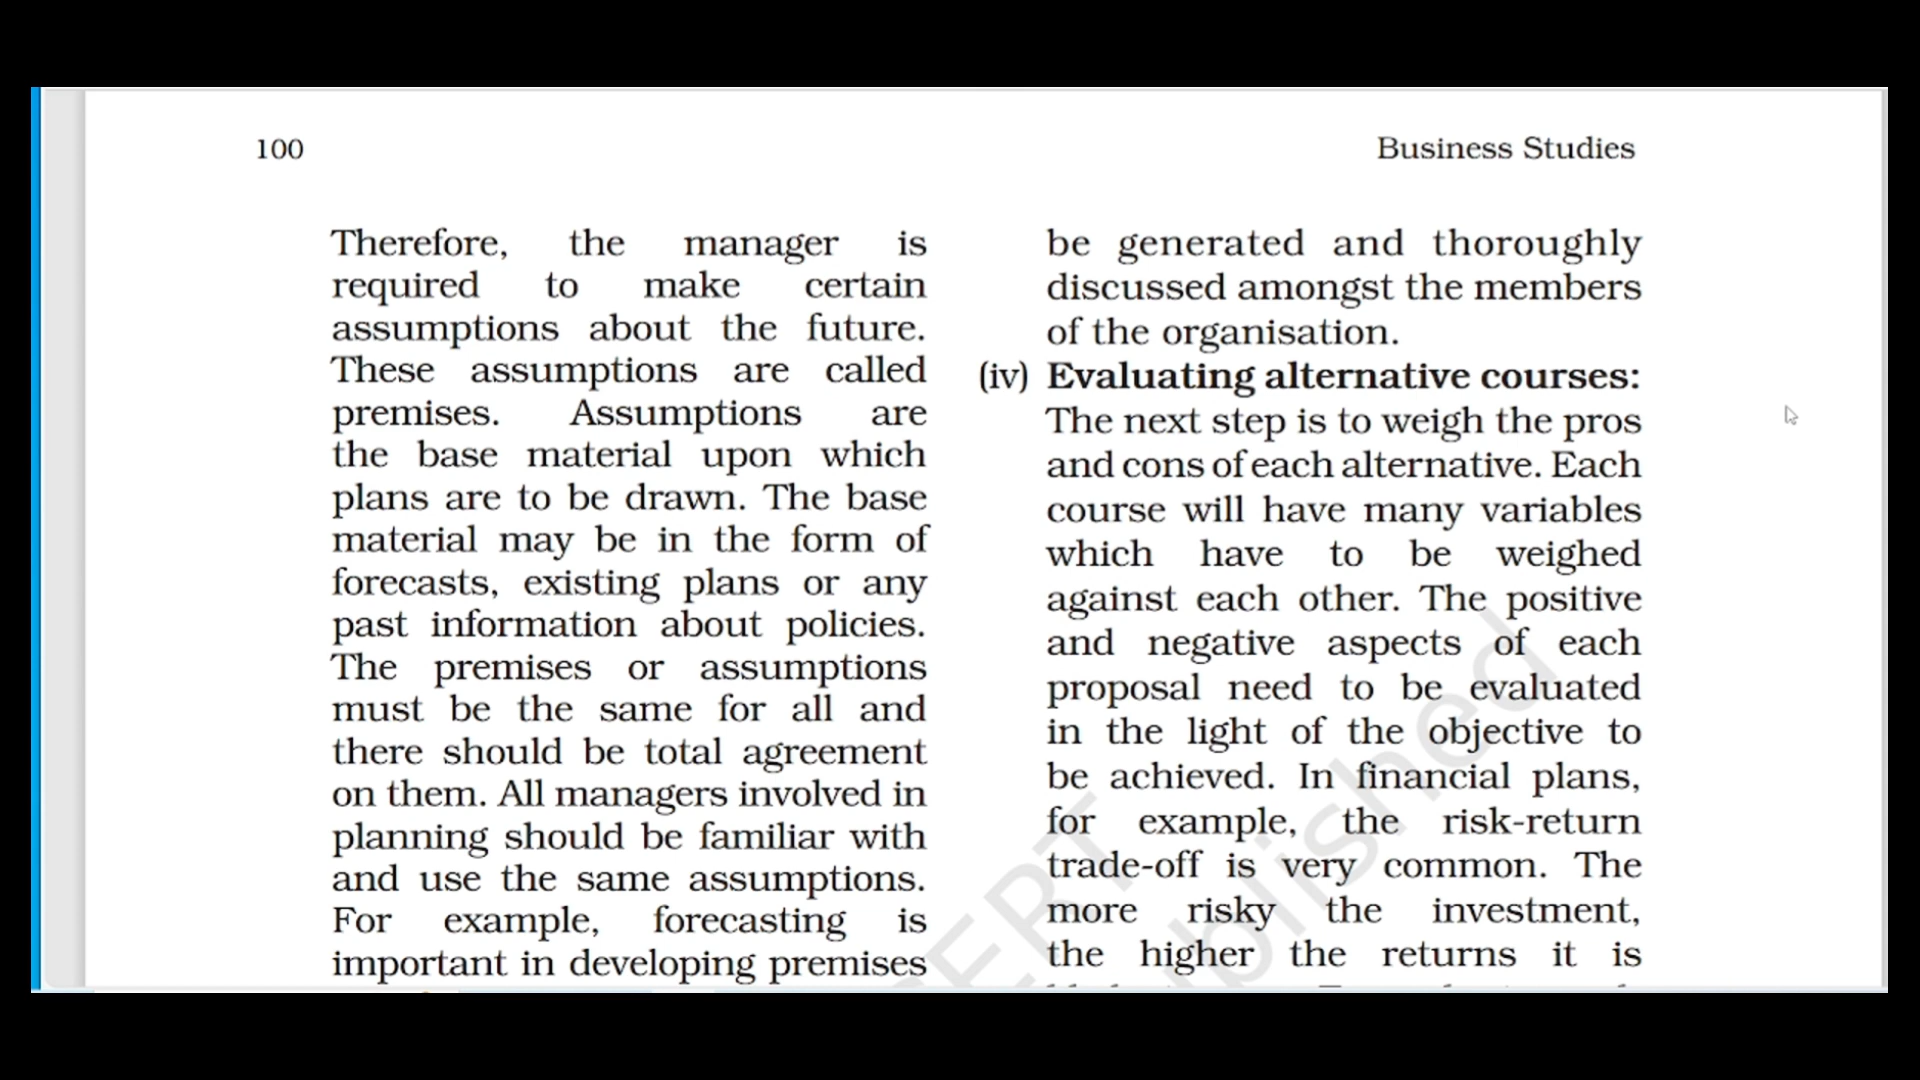 100
Business Studies
Therefore, the manager is
required to make certain
assumptions about the future.
These assumptions are called
premises. Assumptions are
the base material upon which
plans are to be drawn. The base
material may be in the form of
forecasts, existing plans or any
past information about policies.
The premises or assumptions
must be the same for all and
there should be total agreement
on them. All managers involved in
planning should be familiar with
and use the same assumptions.
For example, forecasting is
important in developing premises
be generated and thoroughly
discussed amongst the members
of the organisation.
(iv) Evaluating alternative courses:
The next step is to weigh the pros
and cons of each alternative. Each
course will have many variables
which have to be weighed
against each other. The positive
and negative aspects of each
proposal need to be evaluated
in the light of the objective to
be achieved. In financial plans,
for example, the risk-return
trade-off is very common. The
more risky the investment,
the higher the returns it is